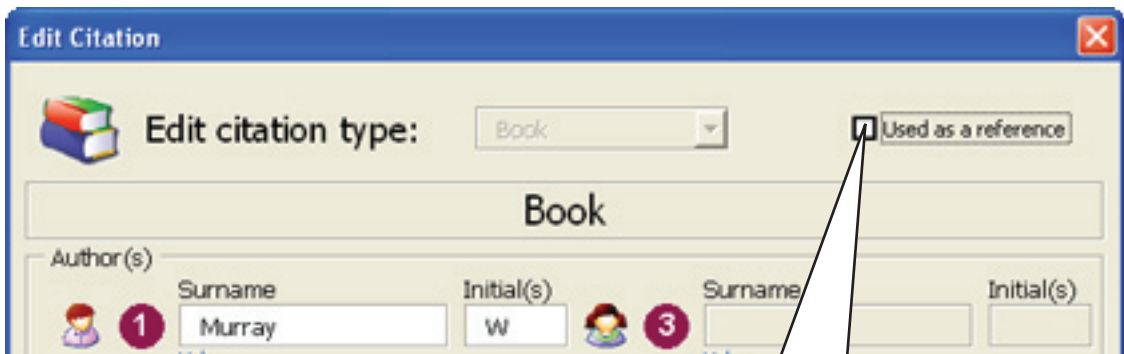 Edit Citation
Edit citation type:
Book
Used as a reference
Book
Author(s)
Surname
Initial(s)
Surname
Initial(s)
1
Murray
W
3